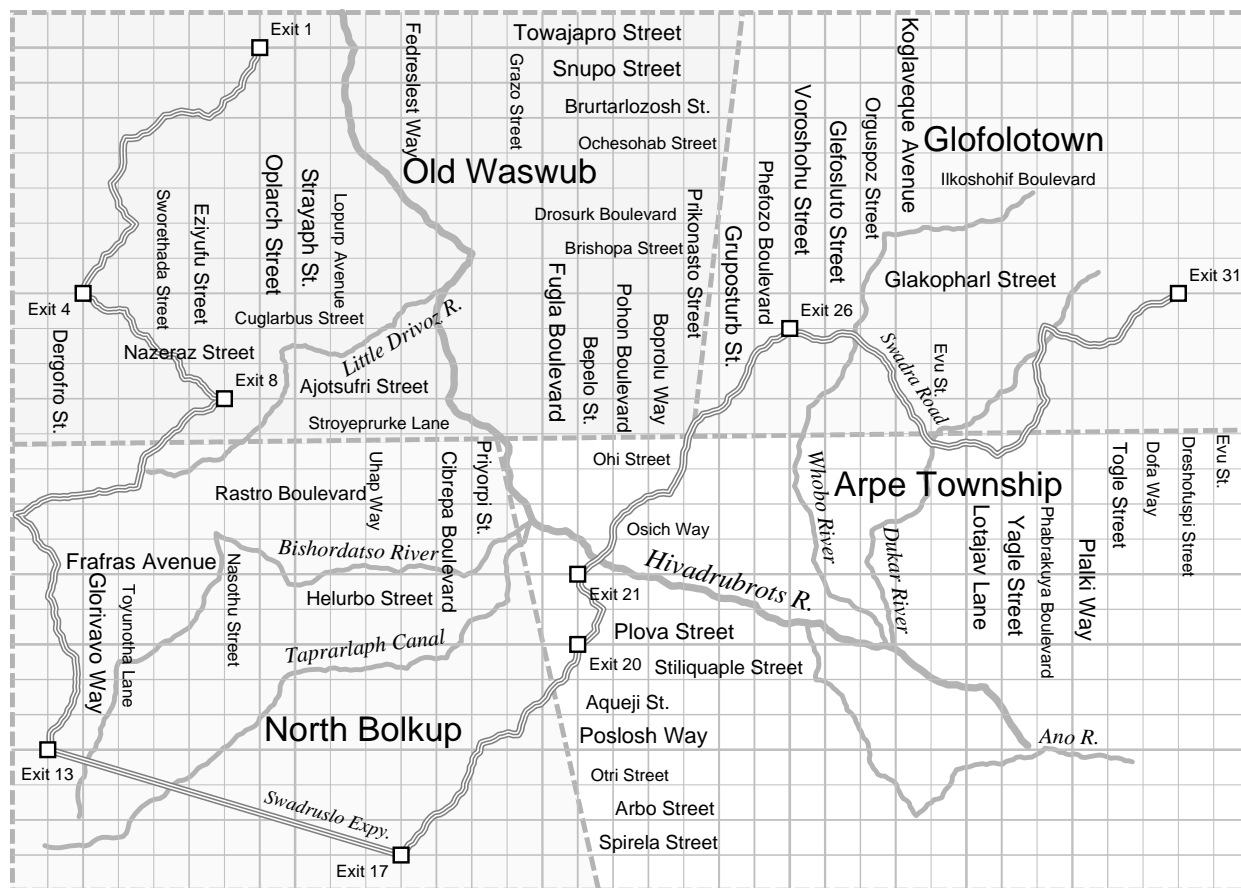 Exit 1
Towajapro Street
Fedreslest Way
Grazo Street
Snupo Street
Koglaveque Avenue
Brurtarlozosh St.
Voroshohu Street
Glefosluto Street
Orguspoz Street
Ochesohab Street
Glofolotown
Old Waswub
Phefozo Boulevard
Ilkoshohif Boulevard
Oplarch Street
Strayaph St.
Sworethada Street
Eziyufu Street
Lopurp Avenue
Drosurk Boulevard
Prikonasto Street
Gruposturb St.
Brishopa Street
Glakopharl Street
Exit 31
Exit 4
Fugla Boulevard
Pohon Boulevard
Exit 26
Cuglarbus Street
Little Drivoz R.
Boprolu Way
Bepelo St.
Dergofro St.
Nazeraz Street
Swadra Road
Evu St.
Exit 8
Ajotsufri Street
Stroyeprurke Lane
Priyorpi St.
Ohi Street
Uhap Way
Cibrepa Boulevard
Whobo River
Arpe Township
Togle Street
Dofa Way
Dreshofuspi Street
Evu St.
Rastro Boulevard
Osich Way
Frafras Avenue
Bishordatso River
Nasothu Street
Hivadrubrots R.
Dukar River
Lotajav Lane
Yagle Street
Phabrakuya Boulevard
Plalki Way
Glorivavo Way
Toyunotha Lane
Helurbo Street
Exit 21
Plova Street
Taprarlaph Canal
Exit 20
Stiliquaple Street
Aqueji St.
North Bolkup
Poslosh Way
Ano R.
Exit 13
Otri Street
Swadruslo Expy.
Arbo Street
Spirela Street
Exit 17